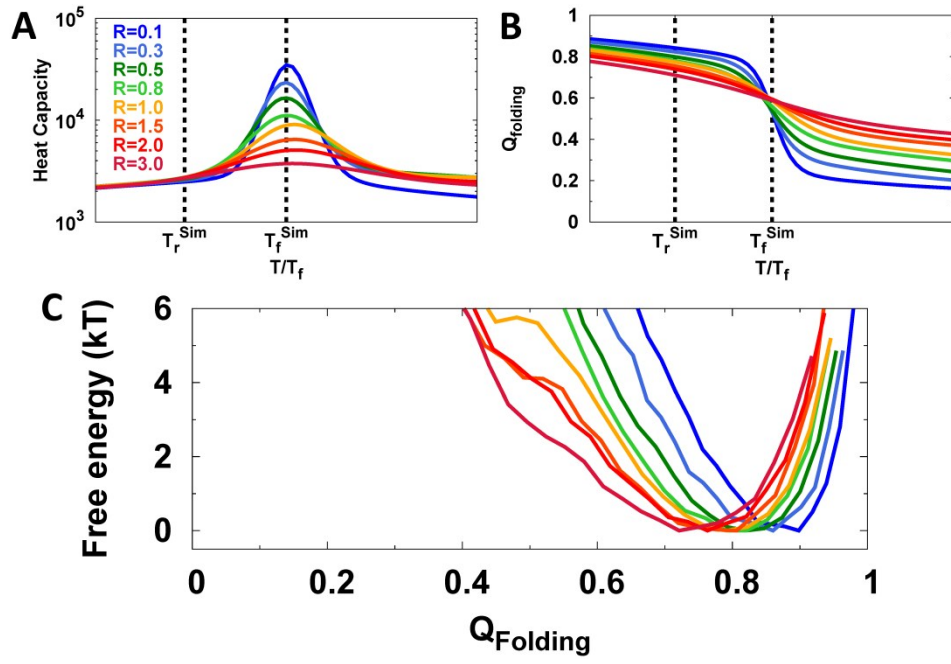 A
Heat Capacity
10^5
10^4
10^3
R=0.1
R=0.3
R=0.5
R=0.8
R=1.0
R=1.5
R=2.0
R=3.0
T_r^Sim
T_f^Sim
T/T_f
B
Q_folding
1
0.8
0.6
0.4
0.2
0
T_r^Sim
T_f^Sim
T/T_f
C
Free energy (kT)
6
4
2
0
0 0.2 0.4 0.6 0.8 1
Q_Folding